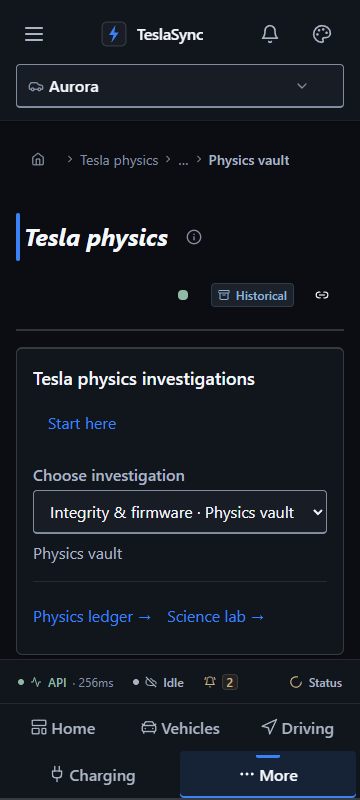 TeslaSync
Aurora
Tesla physics ... Physics vault
Tesla physics
Historical
Tesla physics investigations
Start here
Choose investigation
Integrity & firmware · Physics vault
Physics vault
Physics ledger → Science lab →
API · 256ms Idle 2 Status
Home Vehicles Driving
Charging More